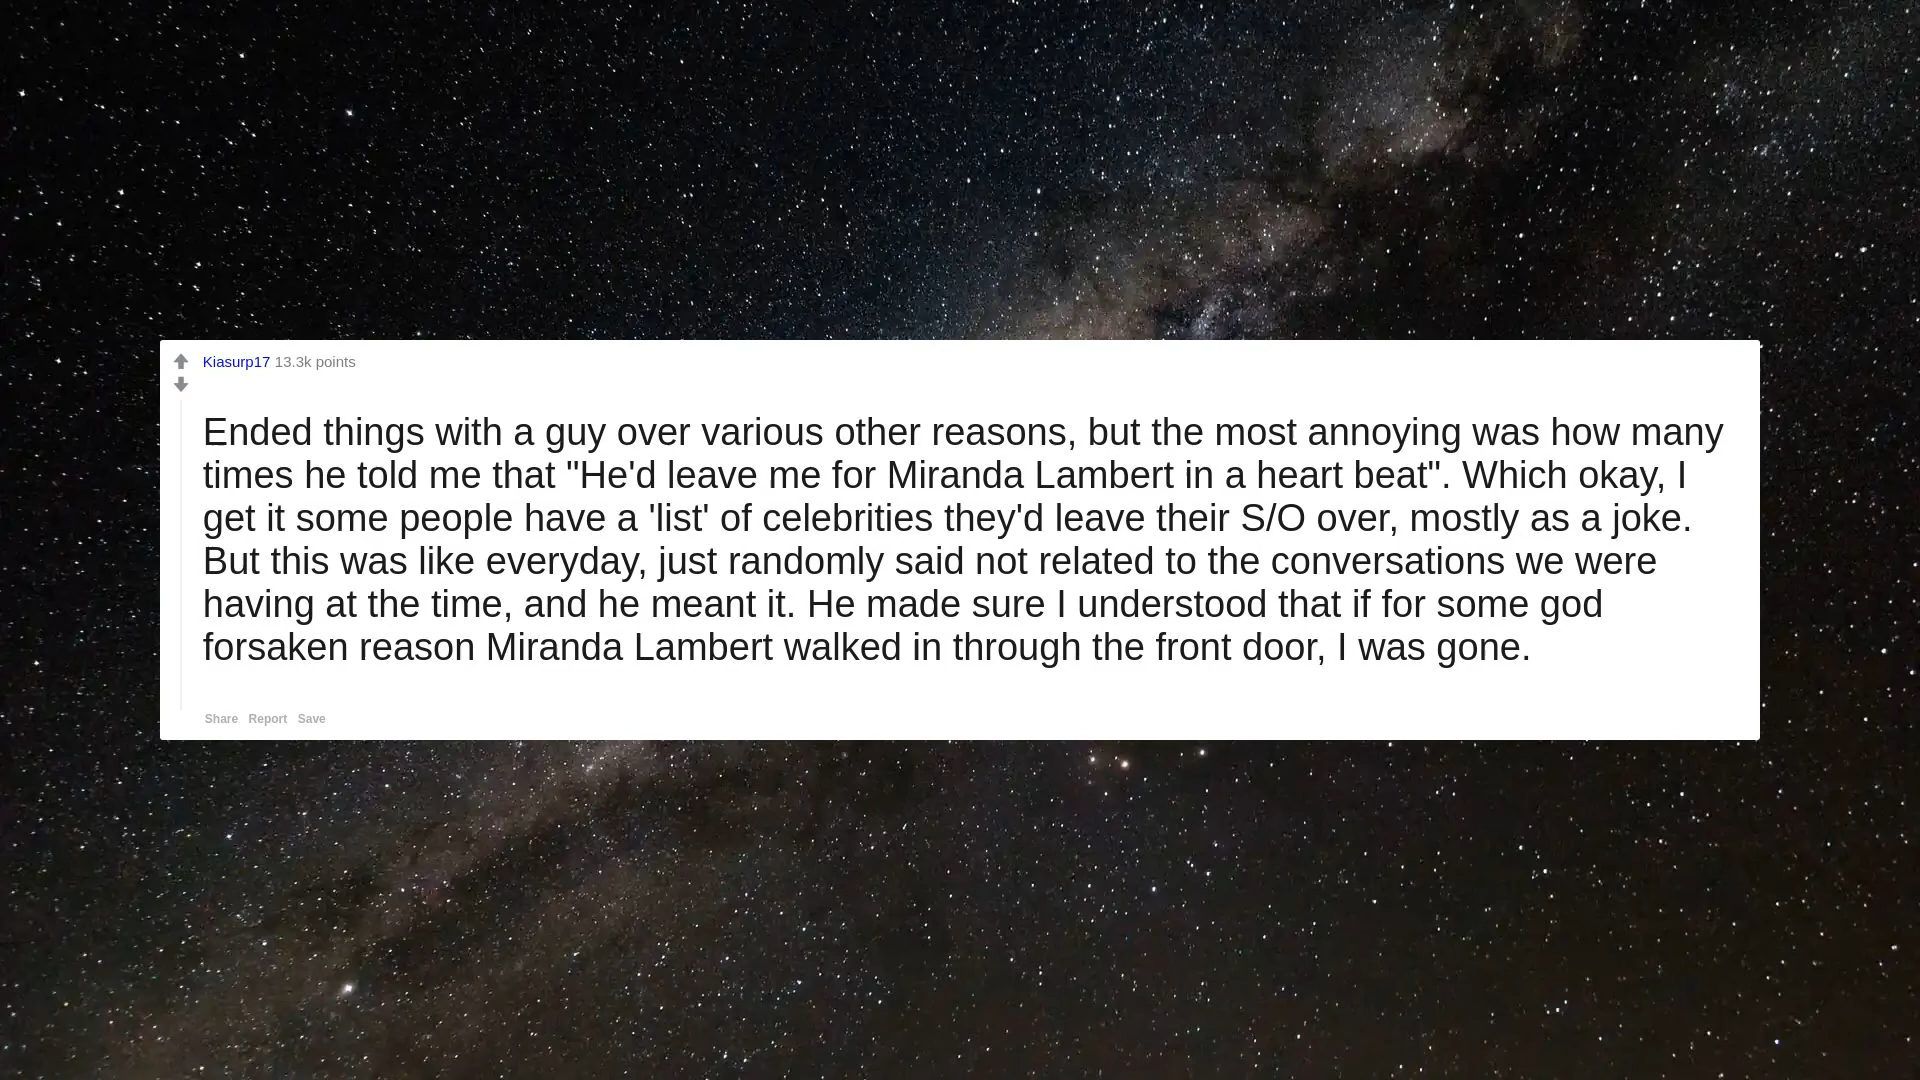 Kiasurp17 13.3k points
Ended things with a guy over various other reasons, but the most annoying was how many
times he told me that "He'd leave me for Miranda Lambert in a heart beat". Which okay, I
get it some people have a 'list' of celebrities they'd leave their S/O over, mostly as a joke.
But this was like everyday, just randomly said not related to the conversations we were
having at the time, and he meant it. He made sure I understood that if for some god
forsaken reason Miranda Lambert walked in through the front door, I was gone.
Share Report Save